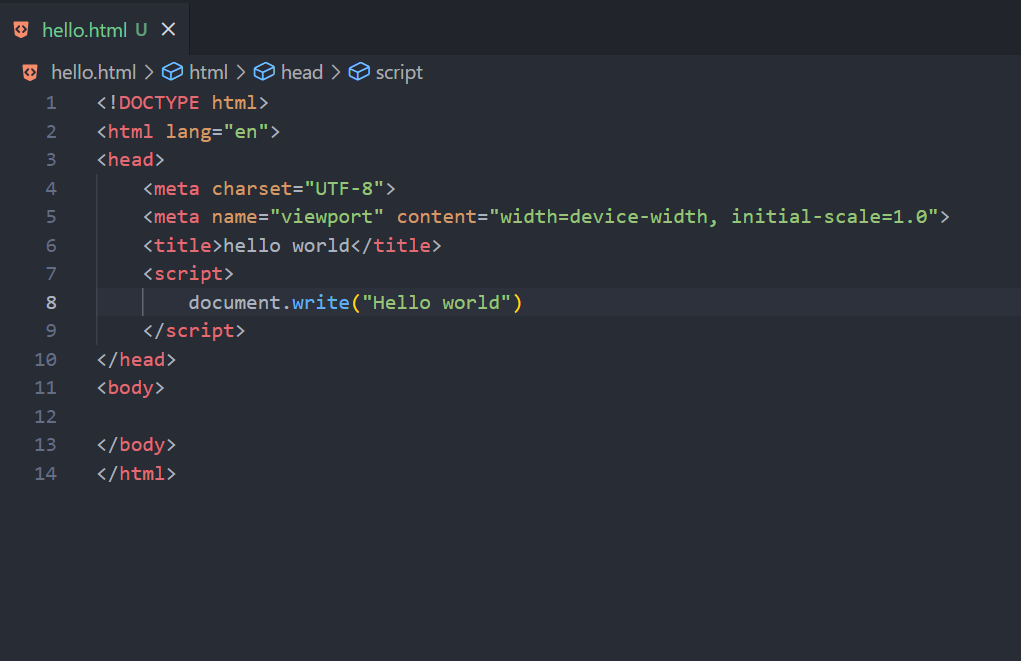 hello.html U ×
hello.html > html > head > script
1 <!DOCTYPE html>
2 <html lang="en">
3 <head>
4     <meta charset="UTF-8">
5     <meta name="viewport" content="width=device-width, initial-scale=1.0">
6     <title>hello world</title>
7     <script>
8         document.write("Hello world")
9     </script>
10 </head>
11 <body>
12
13 </body>
14 </html>